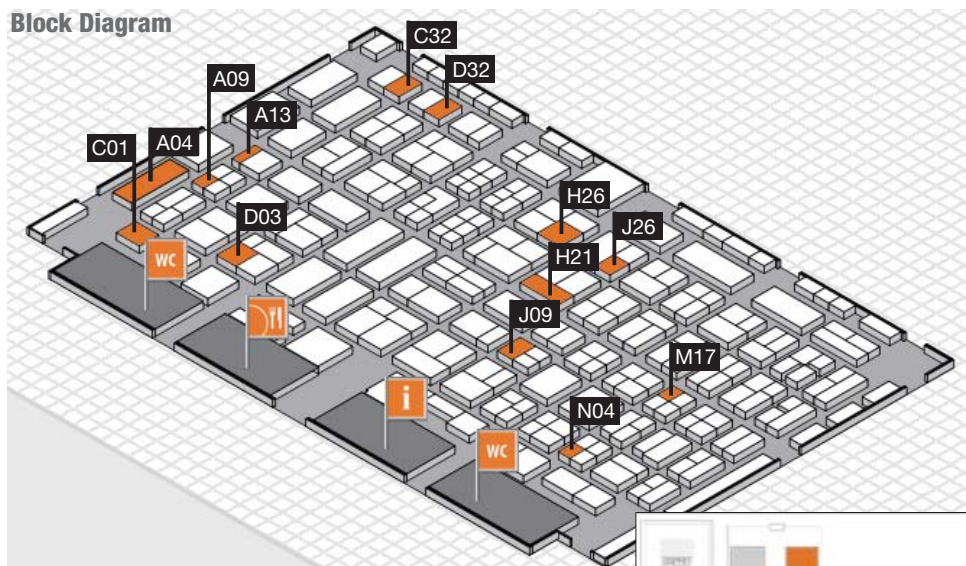 Block Diagram
C32
D32
A09
A13
C01
A04
D03
H26
J26
H21
J09
M17
N04
WC
i
WC